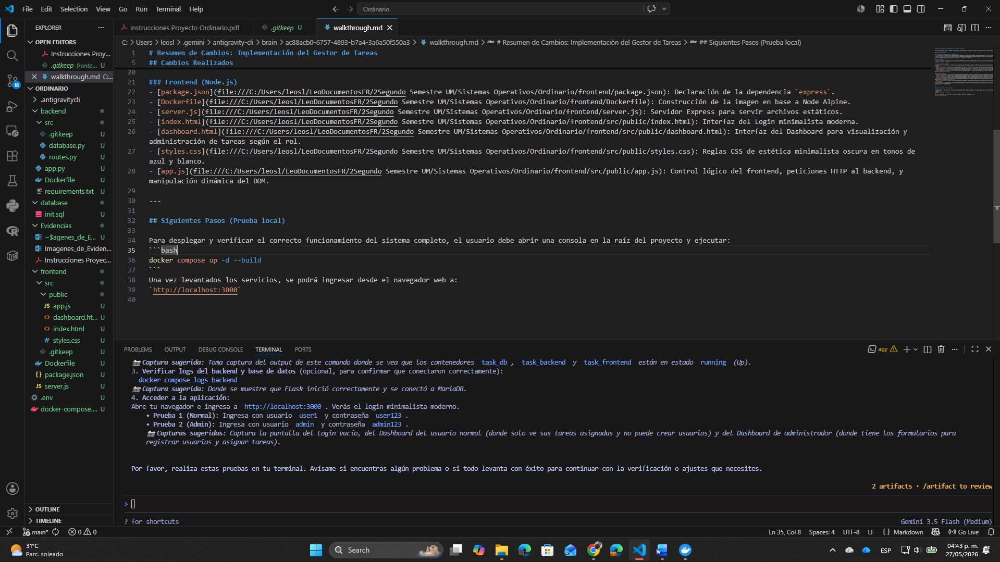 File Edit Selection View Go Run Terminal Help
Ordinario
EXPLORER
Instrucciones Proyecto Ordinario.pdf
.gitkeep U
walkthrough.md
OPEN EDITORS
Instrucciones Proy...
.gitkeep fronte... U
walkthrough.md C:...
ORDINARIO
.antigravitycli
backend
src
.gitkeep U
database.py U
routes.py U
app.py U
Dockerfile U
requirements.txt U
database
init.sql U
Evidencias
~$agenes_de_E... U
Imagenes_de_Eviden...
Instrucciones Proyec...
frontend
src
public
app.js U
dashboard.ht... U
index.html U
styles.css U
.gitkeep U
Dockerfile U
package.json U
server.js U
.env U
docker-compose.... U
OUTLINE
TIMELINE
18
C: > Users > leosl > .gemini > antigravity-cli > brain > ac88acb0-6757-4893-b7a4-3a6a50f550a3 > walkthrough.md > # Resumen de Cambios: Implementación del Gestor de Tareas > ## Siguientes Pasos (Prueba local)
1 # Resumen de Cambios: Implementación del Gestor de Tareas
5 ## Cambios Realizados
20
21 ### Frontend (Node.js)
22 - [package.json](file:///C:/Users/leosl/LeoDocumentosFR/2Segundo Semestre UM/Sistemas Operativos/Ordinario/frontend/package.json): Declaración de la dependencia `express`.
23 - [Dockerfile](file:///C:/Users/leosl/LeoDocumentosFR/2Segundo Semestre UM/Sistemas Operativos/Ordinario/frontend/Dockerfile): Construcción de la imagen en base a Node Alpine.
24 - [server.js](file:///C:/Users/leosl/LeoDocumentosFR/2Segundo Semestre UM/Sistemas Operativos/Ordinario/frontend/server.js): Servidor Express para servir archivos estáticos.
25 - [index.html](file:///C:/Users/leosl/LeoDocumentosFR/2Segundo Semestre UM/Sistemas Operativos/Ordinario/frontend/src/public/index.html): Interfaz del Login minimalista moderna.
26 - [dashboard.html](file:///C:/Users/leosl/LeoDocumentosFR/2Segundo Semestre UM/Sistemas Operativos/Ordinario/frontend/src/public/dashboard.html): Interfaz del Dashboard para visualización y
administración de tareas según el rol.
27 - [styles.css](file:///C:/Users/leosl/LeoDocumentosFR/2Segundo Semestre UM/Sistemas Operativos/Ordinario/frontend/src/public/styles.css): Reglas CSS de estética minimalista oscura en tonos de
azul y blanco.
28 - [app.js](file:///C:/Users/leosl/LeoDocumentosFR/2Segundo Semestre UM/Sistemas Operativos/Ordinario/frontend/src/public/app.js): Control lógico del frontend, peticiones HTTP al backend, y
manipulación dinámica del DOM.
29
30 ---
31
32 ## Siguientes Pasos (Prueba local)
33
34 Para desplegar y verificar el correcto funcionamiento del sistema completo, el usuario debe abrir una consola en la raíz del proyecto y ejecutar:
35 ```bash
36 docker compose up -d --build
37 ```
38 Una vez levantados los servicios, se podrá ingresar desde el navegador web a:
39 `http://localhost:3000`
40
PROBLEMS OUTPUT DEBUG CONSOLE TERMINAL PORTS
agy
Captura sugerida: Toma captura del output de este comando donde se vea que los contenedores task_db , task_backend y task_frontend están en estado running (Up).
3. Verificar logs del backend y base de datos (opcional, para confirmar que conectaron correctamente):
docker compose logs backend
Captura sugerida: Donde se muestre que Flask inició correctamente y se conectó a MariaDB.
4. Acceder a la aplicación:
Abre tu navegador e ingresa a http://localhost:3000 . Verás el login minimalista moderno.
• Prueba 1 (Normal): Ingresa con usuario user1 y contraseña user123 .
• Prueba 2 (Admin): Ingresa con usuario admin y contraseña admin123 .
Capturas sugeridas: Captura la pantalla del Login vacío, del Dashboard del usuario normal (donde solo ve sus tareas asignadas y no puede crear usuarios) y del Dashboard de administrador (donde tiene los formularios para
registrar usuarios y asignar tareas).
Por favor, realiza estas pruebas en tu terminal. Avísame si encuentras algún problema o si todo levanta con éxito para continuar con la verificación o ajustes que necesites.
2 artifacts · /artifact to review
>
? for shortcuts
Gemini 3.5 Flash (Medium)
main* 0 0
Ln 35, Col 8 Spaces: 4 UTF-8 LF { } Markdown Go Live
31°C
Parc. soleado
Search
ESP
04:43 p. m.
27/05/2026